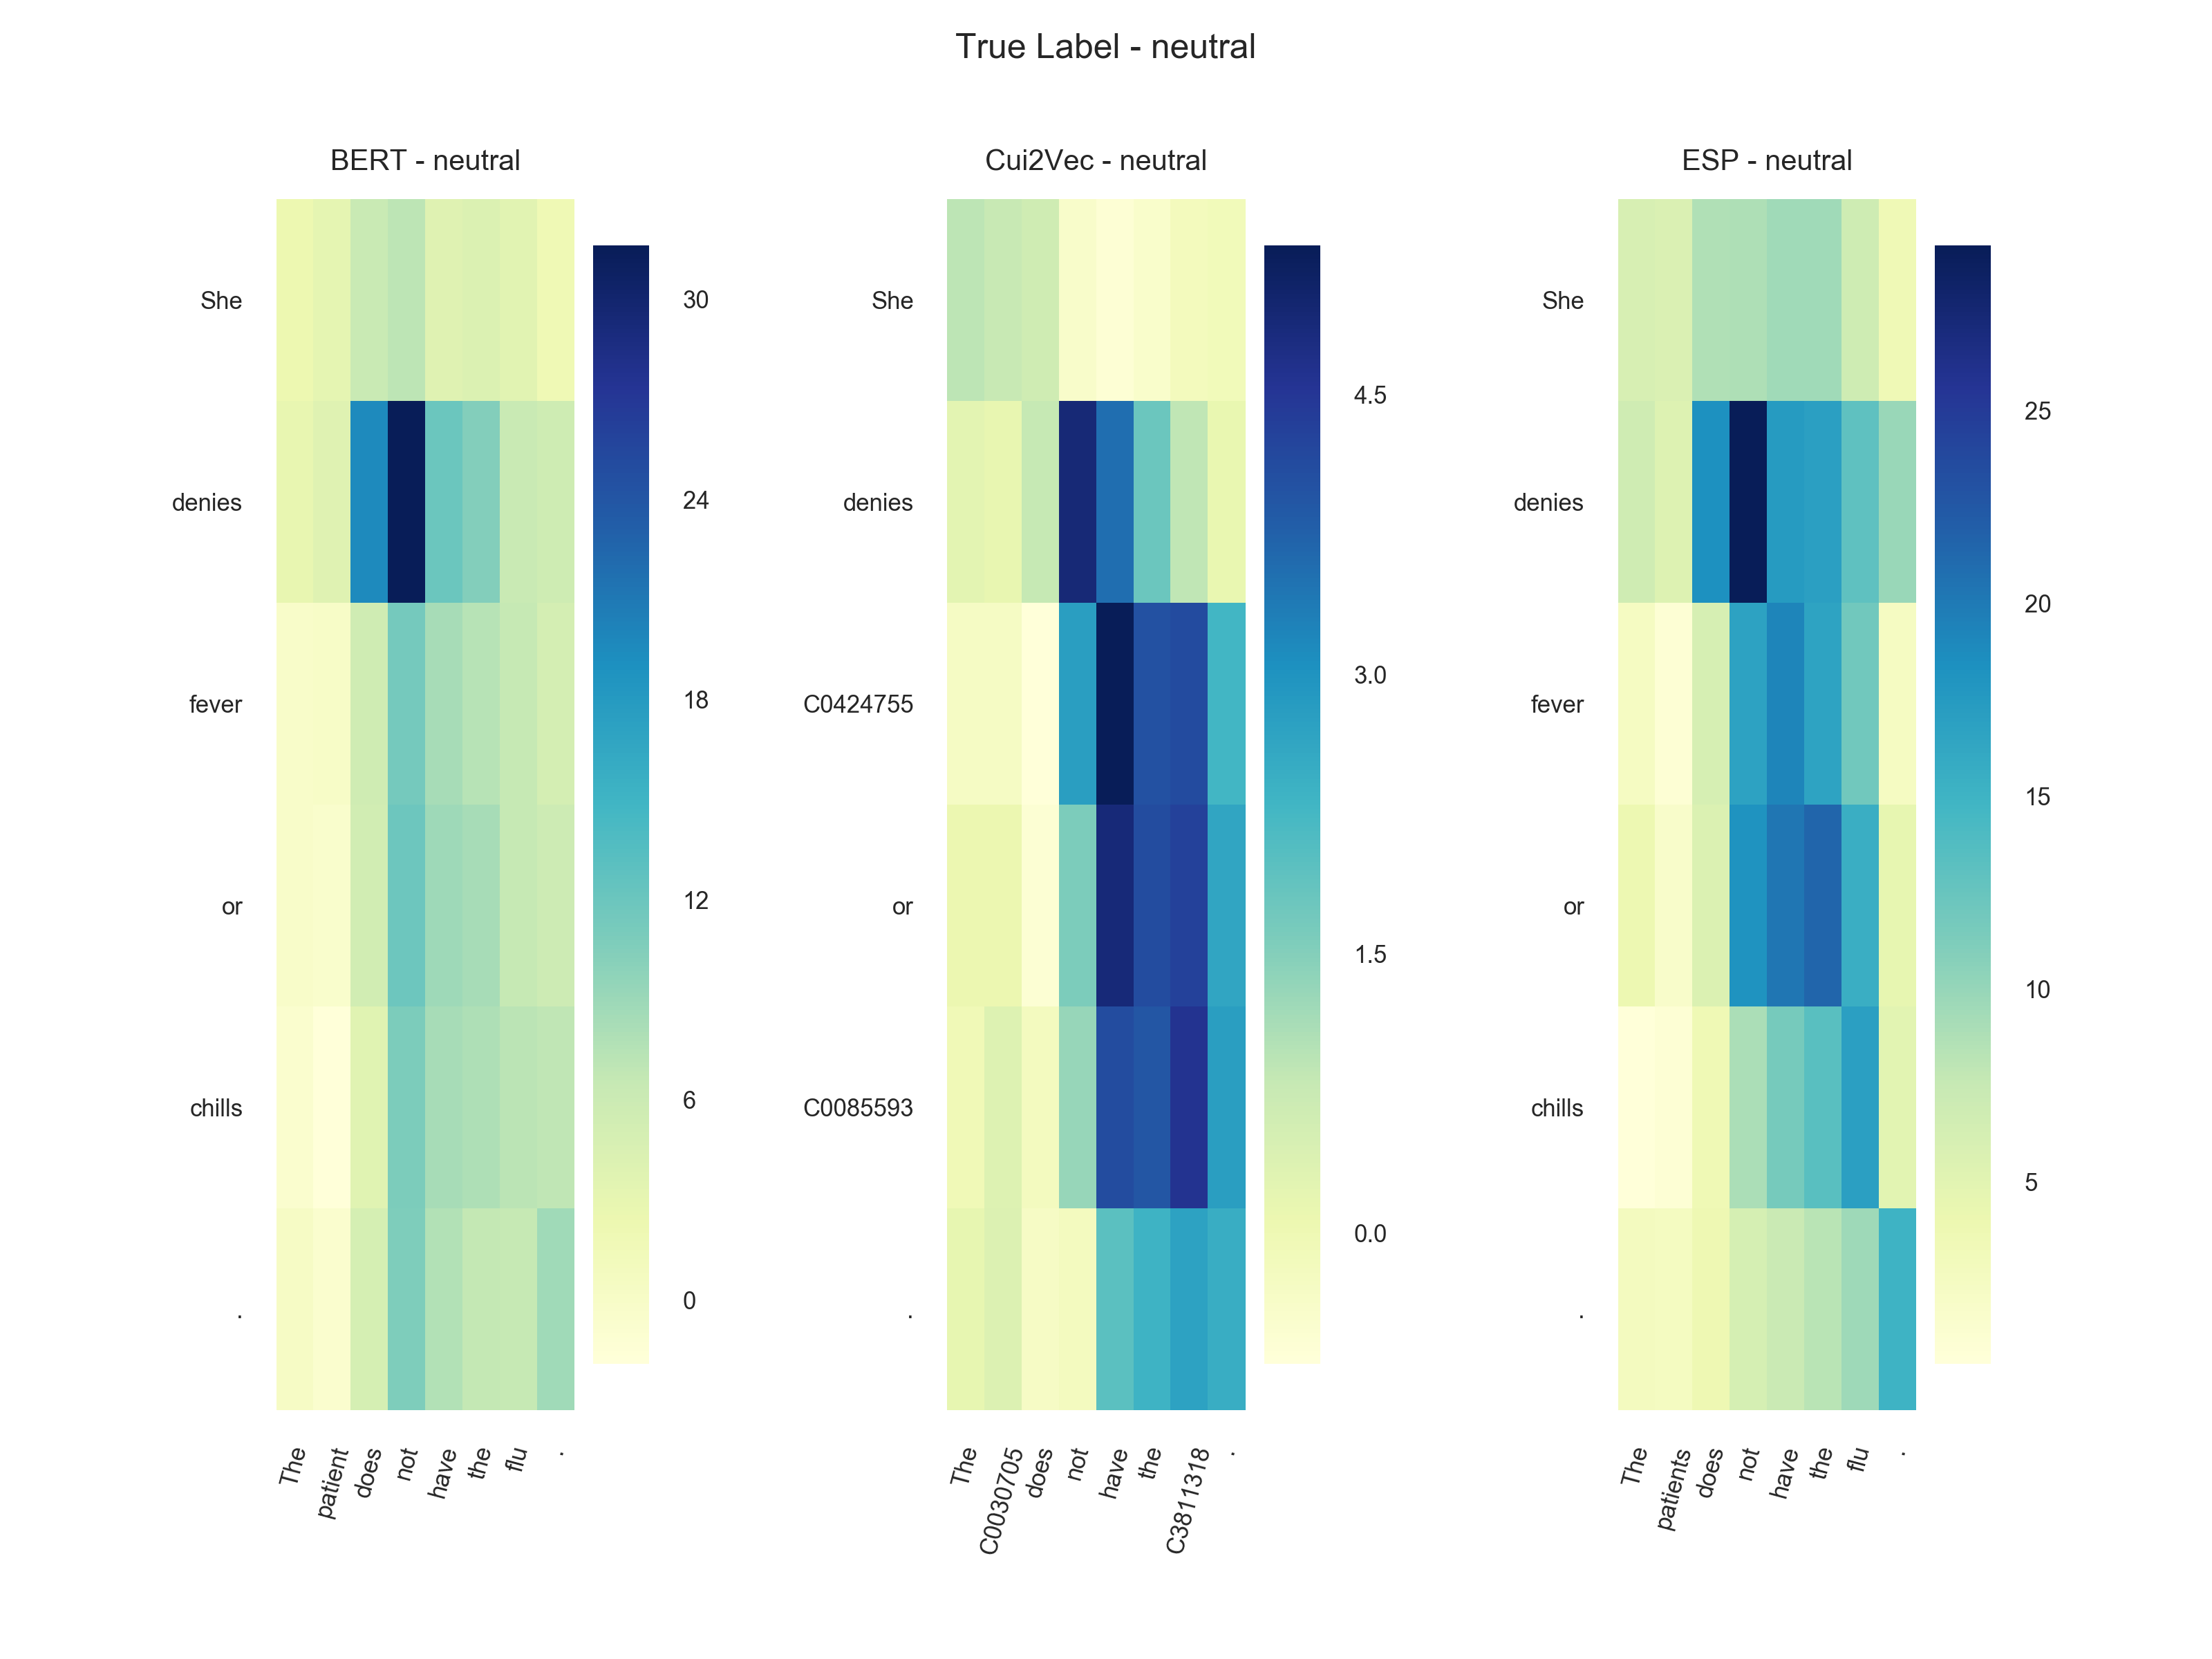 True Label - neutral
BERT - neutral
She
denies
fever
or
chills
.
The
patient
does
not
have
the
flu
.
30
24
18
12
6
0
Cui2Vec - neutral
She
denies
C0424755
or
C0085593
.
The
C0030705
does
not
have
the
C3811318
.
4.5
3.0
1.5
0.0
ESP - neutral
She
denies
fever
or
chills
.
The
patients
does
not
have
the
flu
.
25
20
15
10
5